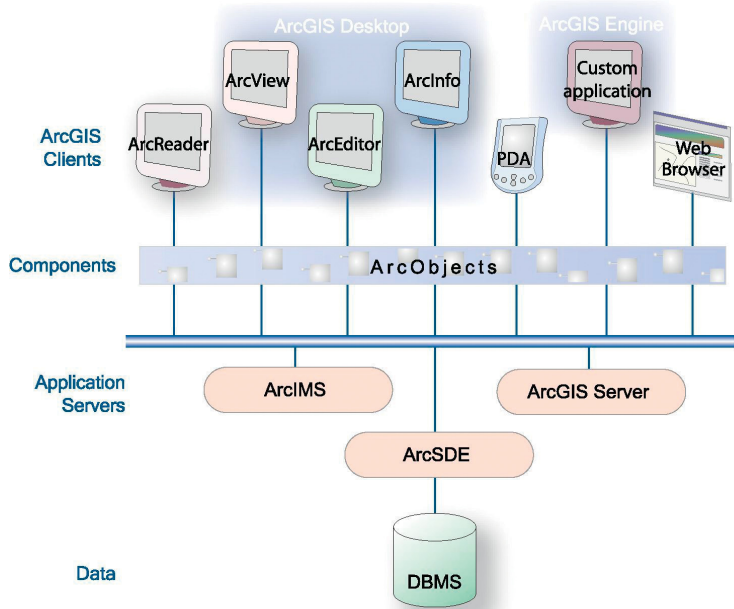 ArcGIS Desktop
ArcGIS Engine
ArcView
ArcInfo
Custom
application
ArcGIS
Clients
ArcReader
ArcEditor
PDA
Web
Browser
Components
ArcObjects
Application
Servers
ArcIMS
ArcGIS Server
ArcSDE
Data
DBMS